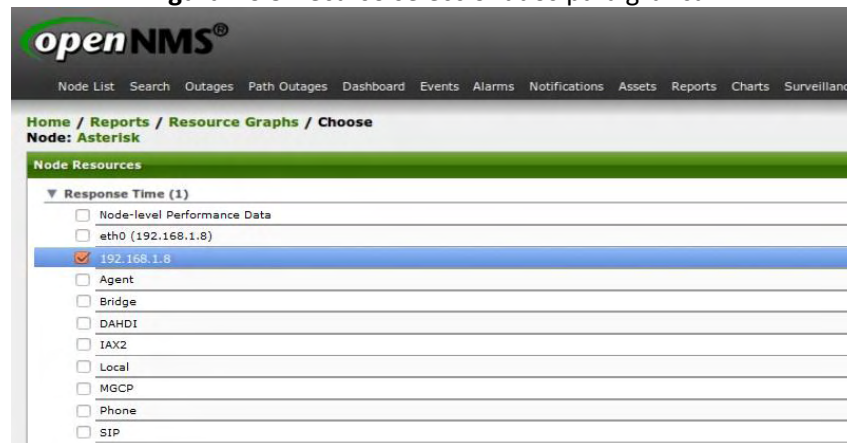 openNMS®
Node List Search Outages Path Outages Dashboard Events Alarms Notifications Assets Reports Charts
Home / Reports / Resource Graphs / Choose
Node: Asterisk
Node Resources
Response Time (1)
Node-level Performance Data
eth0 (192.168.1.8)
192.168.1.8
Agent
Bridge
DAHDI
IAX2
Local
MGCP
Phone
SIP